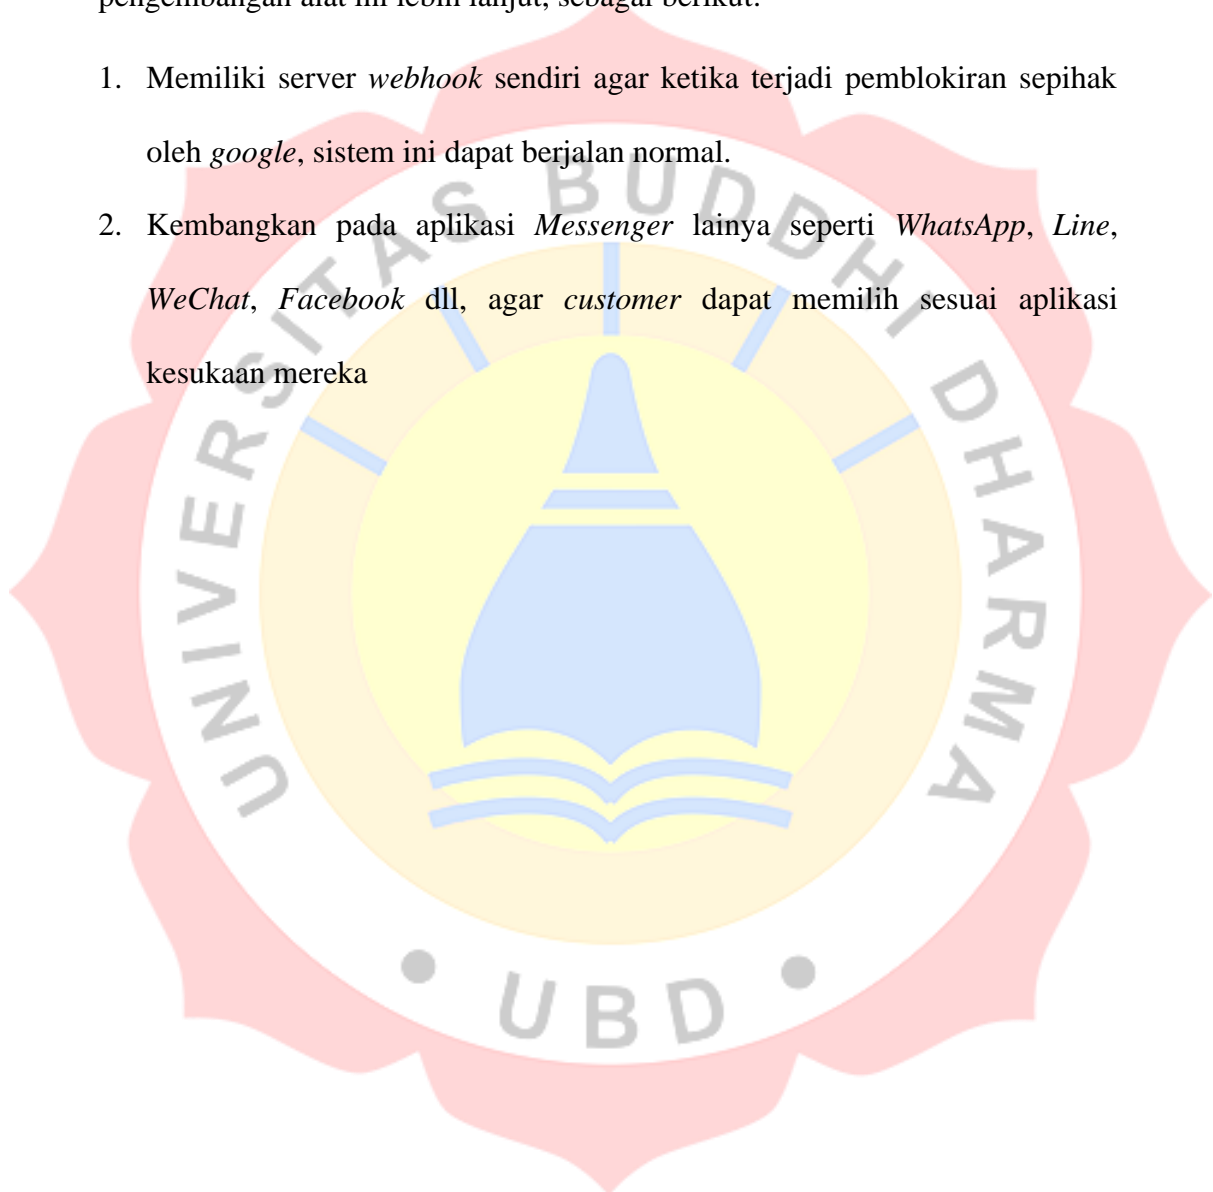 pengembangan alat ini lebih lanjut, sebagai berikut:
1. Memiliki server webhook sendiri agar ketika terjadi pemblokiran sepihak
oleh google, sistem ini dapat berjalan normal.
2. Kembangkan pada aplikasi Messenger lainya seperti WhatsApp, Line,
WeChat, Facebook dll, agar customer dapat memilih sesuai aplikasi
kesukaan mereka
UNIVERSITAS BUDDHI DHARMA
• UBD •